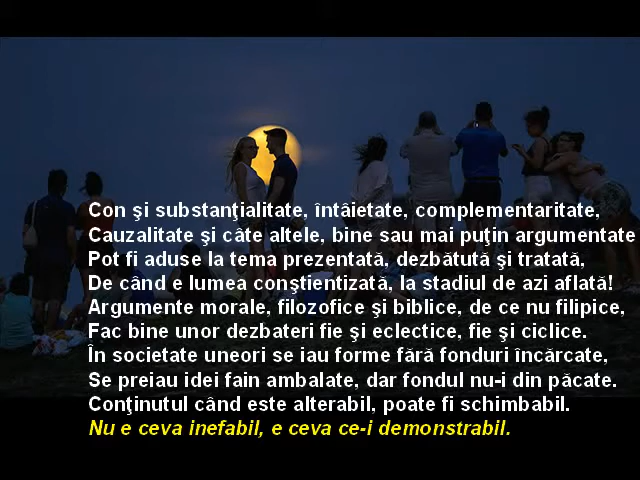 Con şi substanţialitate, întâietate, complementaritate,
Cauzalitate şi câte altele, bine sau mai puţin argumentate
Pot fi aduse la tema prezentată, dezbătută şi tratată,
De când e lumea conştientizată, la stadiul de azi aflată!
Argumente morale, filozofice şi biblice, de ce nu filipice,
Fac bine unor dezbateri fie şi eclectice, fie şi ciclice.
În societate uneori se iau forme fără fonduri încărcate,
Se preiau idei fain ambalate, dar fondul nu-i din păcate.
Conţinutul când este alterabil, poate fi schimbabil.
Nu e ceva inefabil, e ceva ce-i demonstrabil.